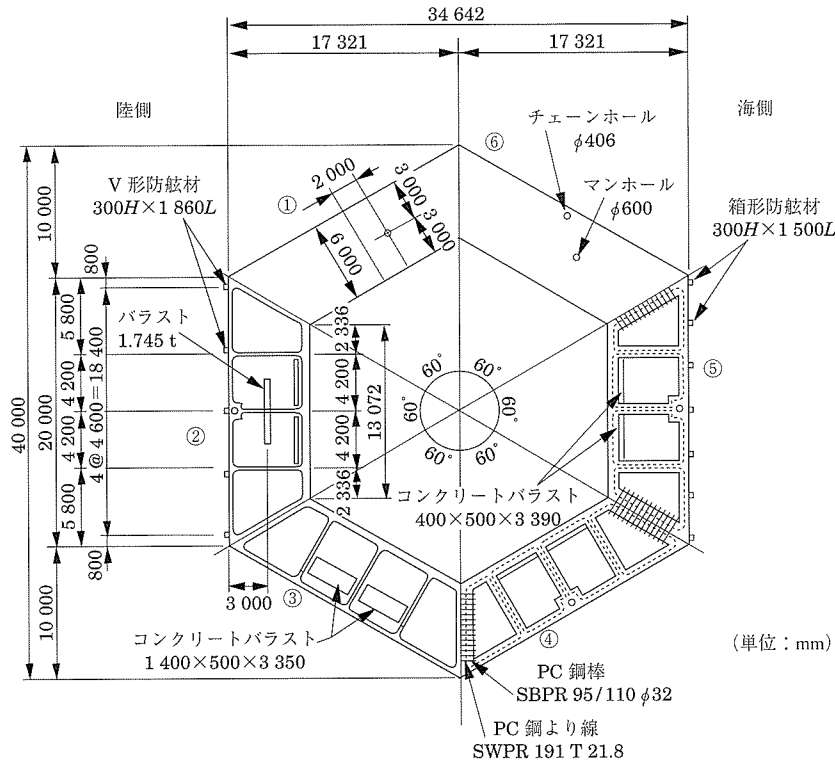 34 642
17 321
17 321
陸側
海側
⑥
チェーンホール
φ406
マンホール
φ600
V 形防舷材
300H×1 860L
箱形防舷材
300H×1 500L
①
2 000
3 000
3 000
6 000
40 000
10 000
20 000
10 000
800
5 800
4 200
4 200
5 800
4 @ 4 600＝18 400
800
バラスト
1.745 t
②
2 336
4 200
4 200
2 336
13 072
60°
60°
60°
60°
60°
60°
⑤
コンクリートバラスト
400×500×3 390
3 000
③
④
コンクリートバラスト
1 400×500×3 350
(単位：mm)
PC 鋼棒
SBPR 95/110 φ32
PC 鋼より線
SWPR 191 T 21.8